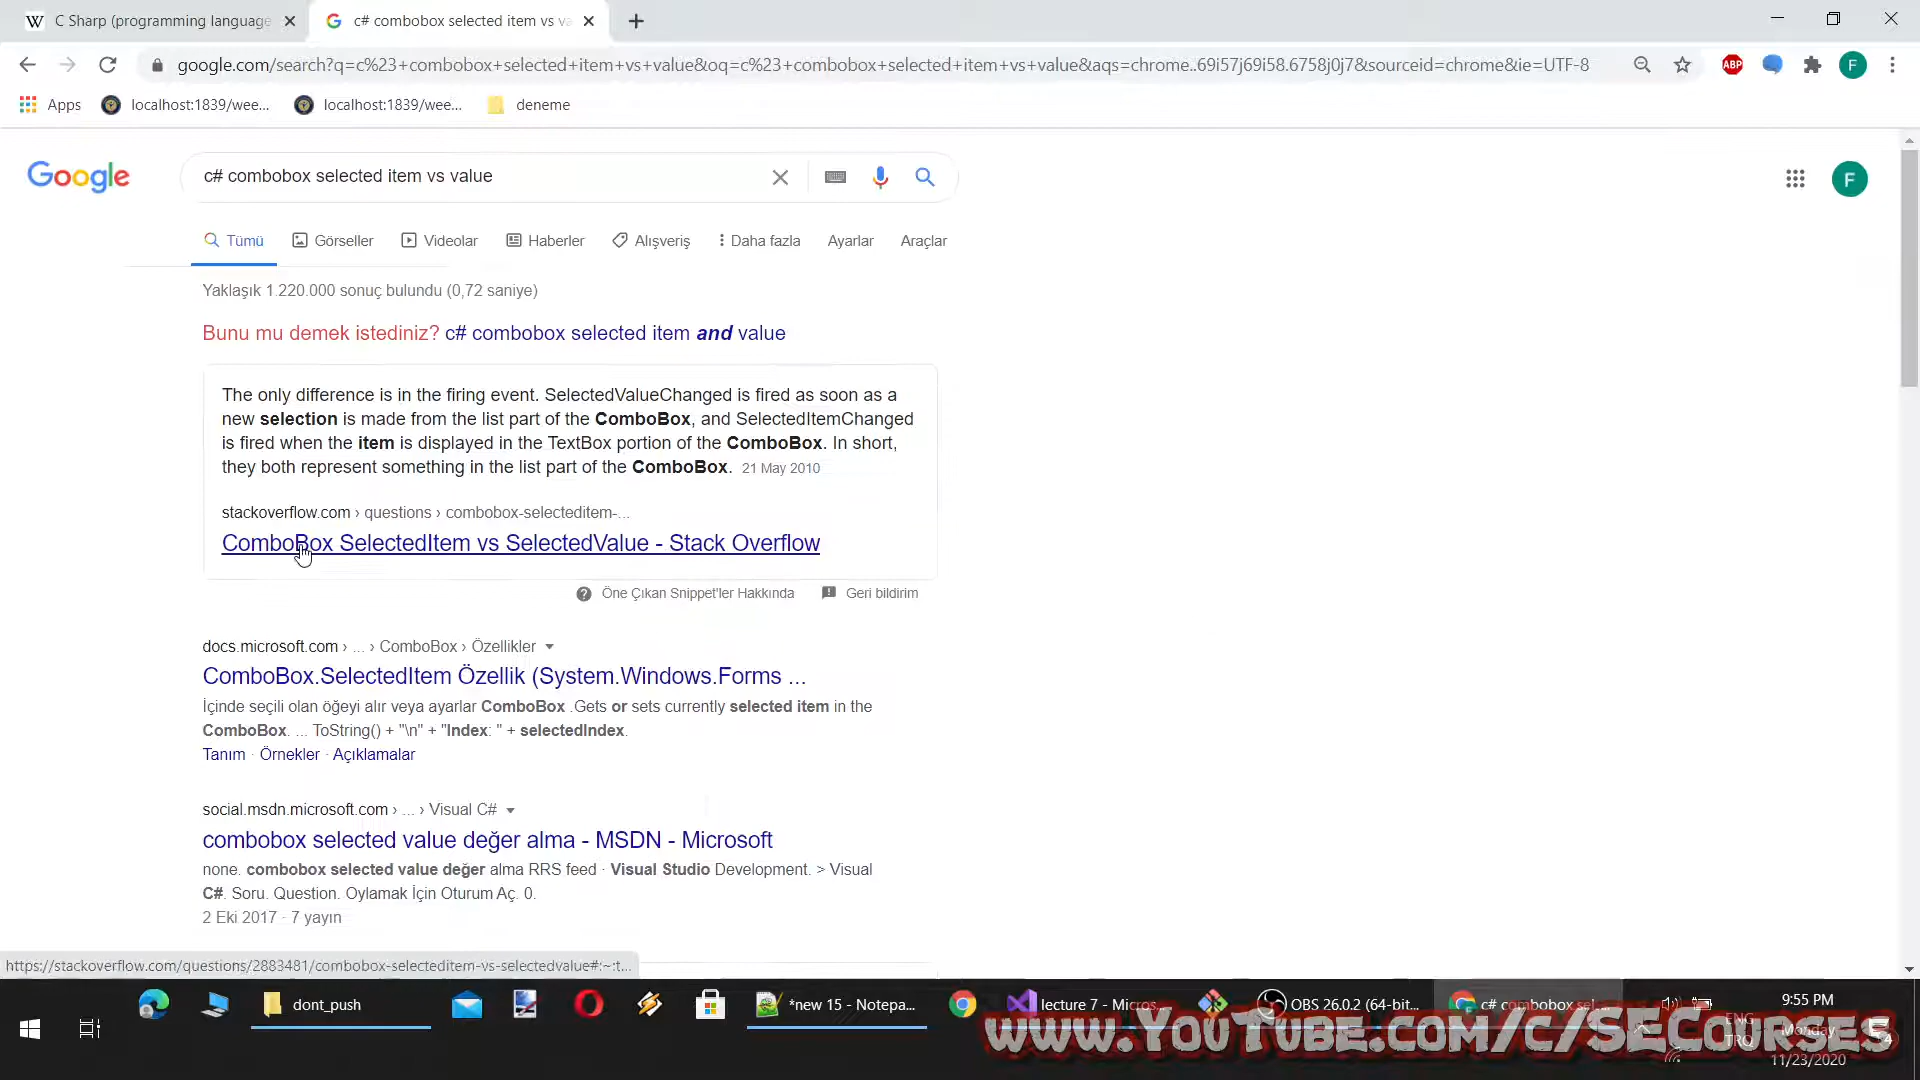 C Sharp (programming language
c# combobox selected item vs va
google.com/search?q=c%23+combobox+selected+item+vs+value&oq=c%23+combobox+selected+item+vs+value&aqs=chrome..69i57j69i58.6758j0j7&sourceid=chrome&ie=UTF-8
ABP
F
Apps
localhost:1839/wee...
localhost:1839/wee...
deneme
Google
c# combobox selected item vs value
F
Tümü
Görseller
Videolar
Haberler
Alışveriş
Daha fazla
Ayarlar
Araçlar
Yaklaşık 1.220.000 sonuç bulundu (0,72 saniye)
Bunu mu demek istediniz? c# combobox selected item and value
The only difference is in the firing event. SelectedValueChanged is fired as soon as a
new selection is made from the list part of the ComboBox, and SelectedItemChanged
is fired when the item is displayed in the TextBox portion of the ComboBox. In short,
they both represent something in the list part of the ComboBox. 21 May 2010
stackoverflow.com › questions › combobox-selecteditem-...
ComboBox SelectedItem vs SelectedValue - Stack Overflow
Öne Çıkan Snippet'ler Hakkında
Geri bildirim
docs.microsoft.com › ... › ComboBox › Özellikler
ComboBox.SelectedItem Özellik (System.Windows.Forms ...
İçinde seçili olan öğeyi alır veya ayarlar ComboBox .Gets or sets currently selected item in the
ComboBox. ... ToString() + "\n" + "Index: " + selectedIndex.
Tanım · Örnekler · Açıklamalar
social.msdn.microsoft.com › ... › Visual C#
combobox selected value değer alma - MSDN - Microsoft
none. combobox selected value değer alma RRS feed · Visual Studio Development. > Visual
C#. Soru. Question. Oylamak İçin Oturum Aç. 0.
2 Eki 2017 - 7 yayın
https://stackoverflow.com/questions/2883481/combobox-selecteditem-vs-selectedvalue#:~:t...
dont_push
*new 15 - Notepa...
lecture 7 - Micros...
OBS 26.0.2 (64-bit...
c# combobox sel...
9:55 PM
ENG
Monday
TRQ
11/23/2020
www.YouTube.com/c/SECourses